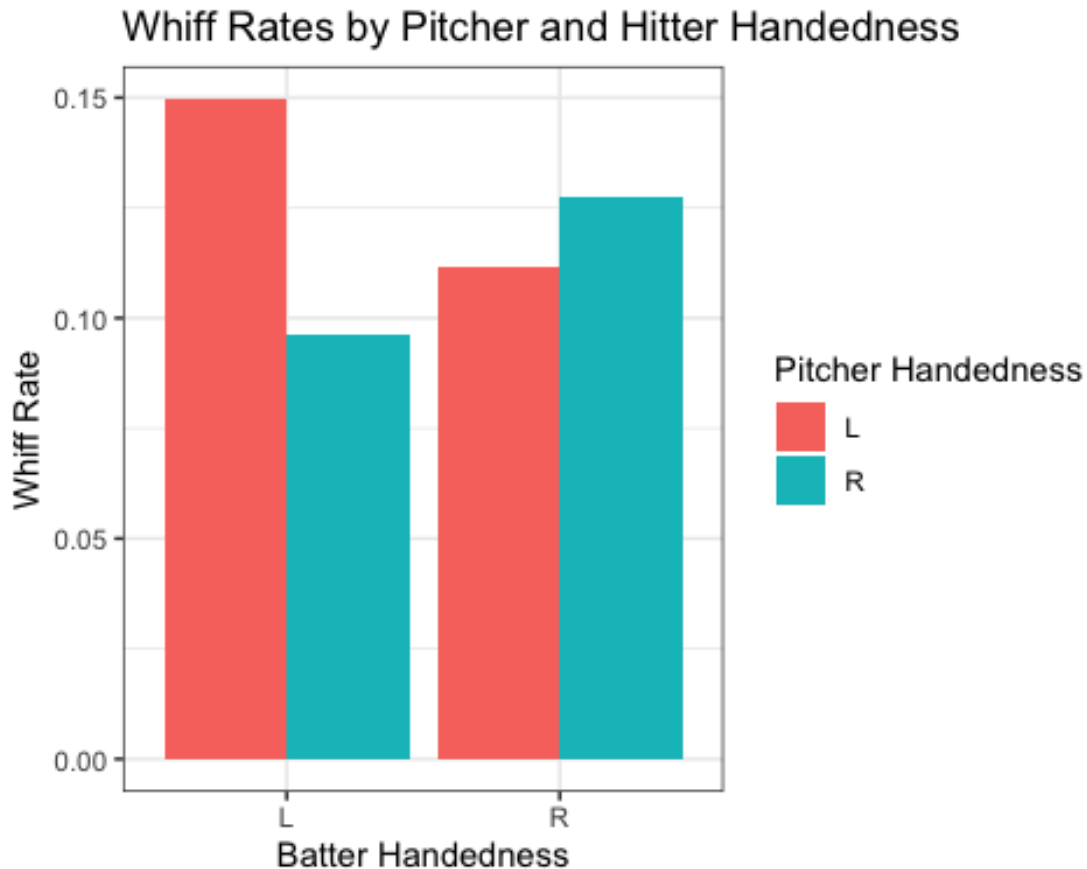 Whiff Rates by Pitcher and Hitter Handedness
0.15
0.10
0.05
0.00
Whiff Rate
L
R
Batter Handedness
Pitcher Handedness
L
R